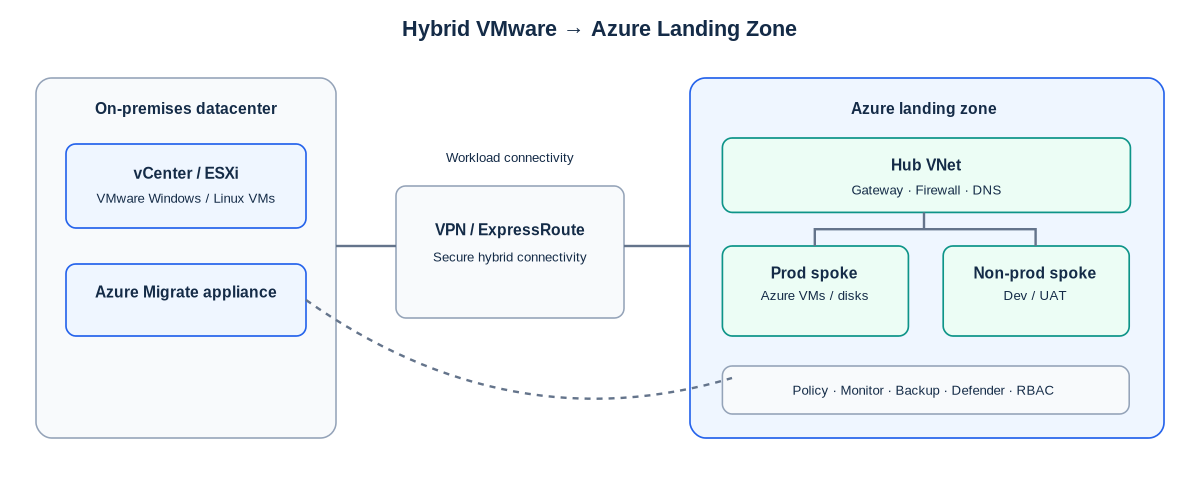 Hybrid VMware → Azure Landing Zone
On-premises datacenter
vCenter / ESXi
VMware Windows / Linux VMs
Azure Migrate appliance
Workload connectivity
VPN / ExpressRoute
Secure hybrid connectivity
Azure landing zone
Hub VNet
Gateway · Firewall · DNS
Prod spoke
Azure VMs / disks
Non-prod spoke
Dev / UAT
Policy · Monitor · Backup · Defender · RBAC